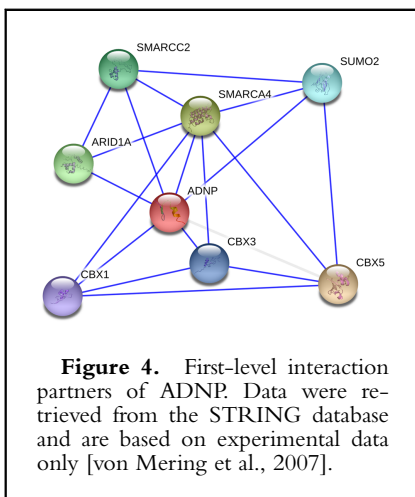 SMARCC2
SUMO2
SMARCA4
ARID1A
ADNP
CBX3
CBX5
CBX1
Figure 4. First-level interaction
partners of ADNP. Data were re-
trieved from the STRING database
and are based on experimental data
only [von Mering et al., 2007].